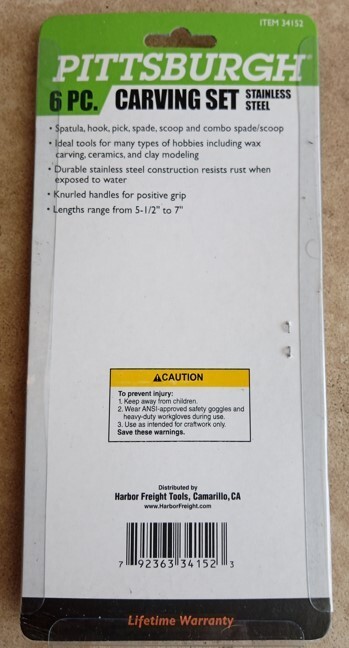 ITEM 34152
PITTSBURGH®
6 PC. CARVING SET STAINLESS STEEL
• Spatula, hook, pick, spade, scoop and combo spade/scoop
• Ideal tools for many types of hobbies including wax
carving, ceramics, and clay modeling
• Durable stainless steel construction resists rust when
exposed to water
• Knurled handles for positive grip
• Lengths range from 5-1/2" to 7"
⚠CAUTION
To prevent injury:
1. Keep away from children.
2. Wear ANSI-approved safety goggles and
heavy-duty workgloves during use.
3. Use as intended for craftwork only.
Save these warnings.
Distributed by
Harbor Freight Tools, Camarillo, CA
www.HarborFreight.com
7 92363 34152 3
Lifetime Warranty